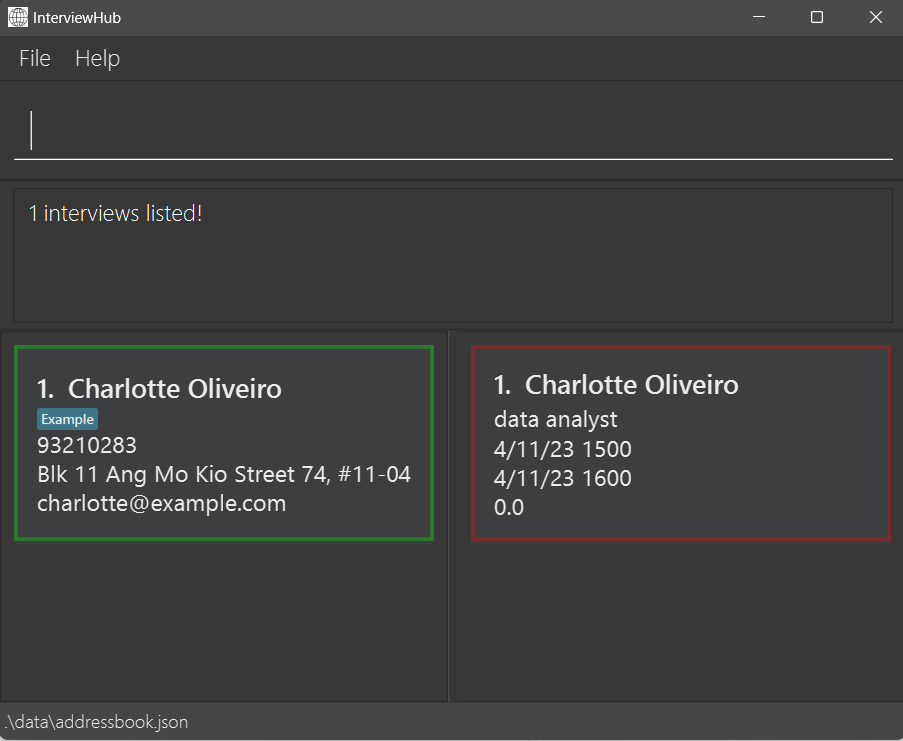 InterviewHub
File Help
1 interviews listed!
1. Charlotte Oliveiro
Example
93210283
Blk 11 Ang Mo Kio Street 74, #11-04
charlotte@example.com
1. Charlotte Oliveiro
data analyst
4/11/23 1500
4/11/23 1600
0.0
.\data\addressbook.json